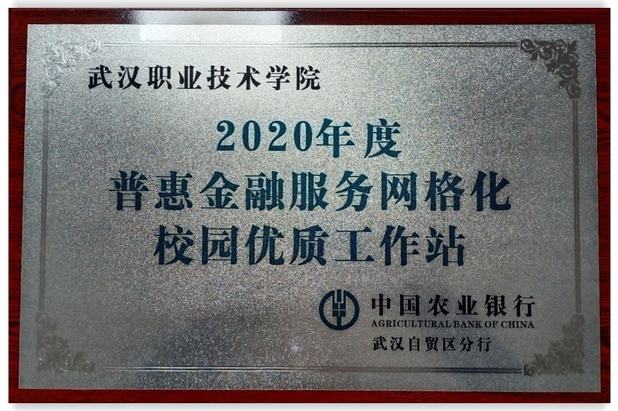 武汉职业技术学院
2020年度
普惠金融服务网格化
校园优质工作站
中国农业银行
AGRICULTURAL BANK OF CHINA
武汉自贸区分行